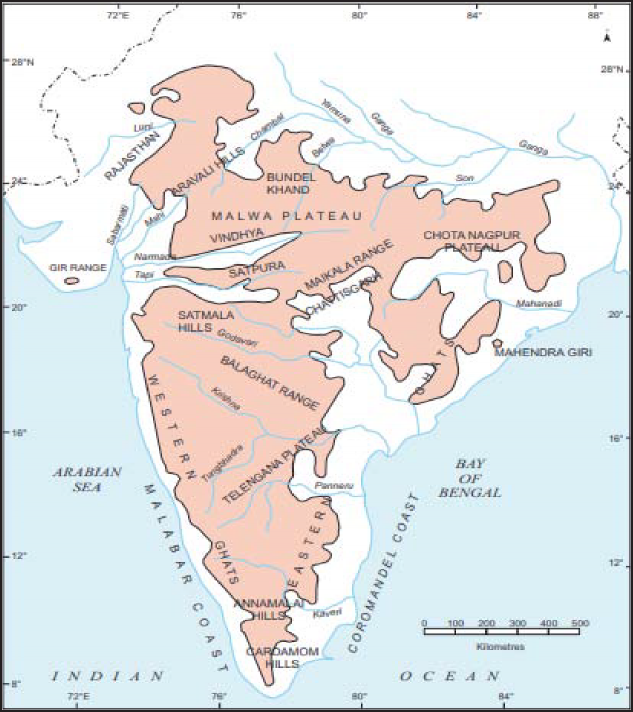 72°E 76° 80° 84° 88°
28°N 28°
Luni
RAJASTHAN
Chambal
Yamuna
Ganga
Ganga
ARAVALI HILLS
Betwa
BUNDEL
KHAND
Son
24° 24°
Sabarmati
Mahi
MALWA PLATEAU
VINDHYA
CHOTA NAGPUR
PLATEAU
Narmada
GIR RANGE
Tapi
SATPURA
MAIKALA RANGE
CHATTISGARH
Mahanadi
20° 20°
SATMALA
HILLS
Godavari
GHATS
MAHENDRA GIRI
BALAGHAT RANGE
WESTERN
Krishna
16° 16°
Tungbhadra
TELENGANA PLATEAU
ARABIAN
SEA
BAY
OF
BENGAL
Panneru
MALABAR COAST
EASTERN
COROMANDEL COAST
GHATS
12° 12°
ANNAMALAI
HILLS
Kaveri
0 100 200 300 400 500
Kilometres
CARDAMOM
HILLS
INDIAN OCEAN
8° 8°
72°E 76° 80° 84°